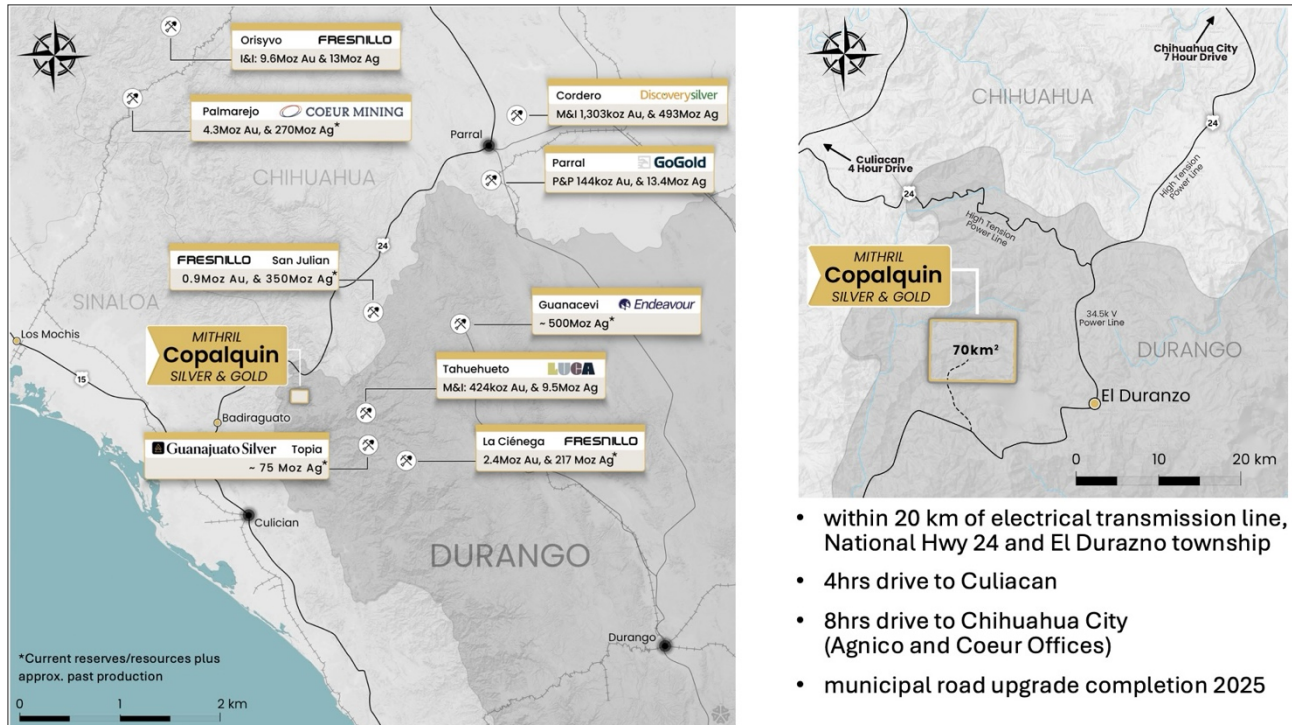 Orisyvo FRESNILLO
I&I: 9.6Moz Au & 13Moz Ag
Palmarejo COEUR MINING
4.3Moz Au, & 270Moz Ag*
Cordero Discoverysilver
M&I 1,303koz Au, & 493Moz Ag
Parral
Parral GoGold
P&P 144koz Au, & 13.4Moz Ag
CHIHUAHUA
24
FRESNILLO San Julian
0.9Moz Au, & 350Moz Ag*
SINALOA
Guanacevi Endeavour
~ 500Moz Ag*
Los Mochis
15
MITHRIL
Copalquin
SILVER & GOLD
Tahuehueto LUCA
M&I: 424koz Au, & 9.5Moz Ag
Badiraguato
Guanajuato Silver Topia
~ 75 Moz Ag*
La Ciénega FRESNILLO
2.4Moz Au, & 217 Moz Ag*
Culician
DURANGO
Durango
*Current reserves/resources plus
approx. past production
0 1 2 km
Chihuahua City
7 Hour Drive
CHIHUAHUA
24
Culiacan
4 Hour Drive
24
High Tension
Power Line
High Tension
Power Line
MITHRIL
Copalquin
SILVER & GOLD
34.5k V
Power Line
70km²
DURANGO
El Duranzo
0 10 20 km
• within 20 km of electrical transmission line,
National Hwy 24 and El Durazno township
• 4hrs drive to Culiacan
• 8hrs drive to Chihuahua City
(Agnico and Coeur Offices)
• municipal road upgrade completion 2025